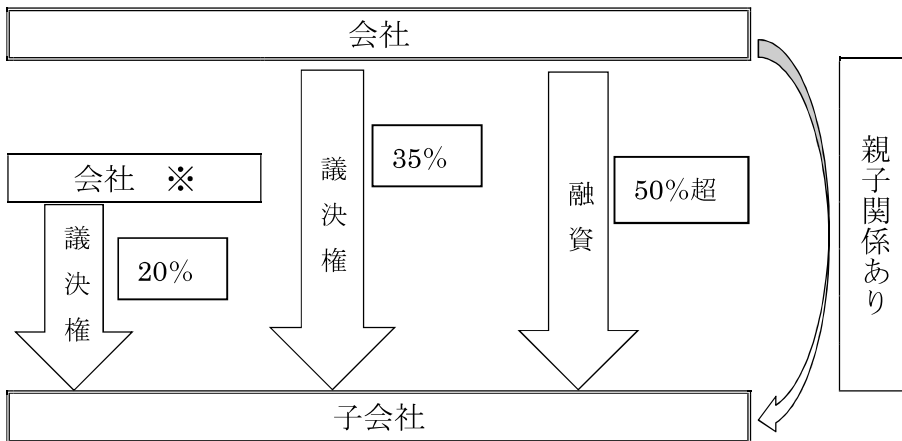 会社
議決権
35%
融資
50%超
親子関係あり
会社 ※
議決権
20%
子会社